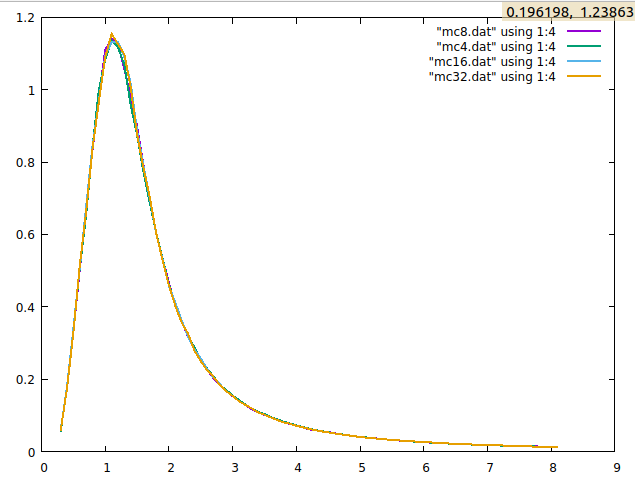 0.196198, 1.23863
1.2
"mc8.dat" using 1:4
"mc4.dat" using 1:4
"mc16.dat" using 1:4
"mc32.dat" using 1:4
1
0.8
0.6
0.4
0.2
0
0 1 2 3 4 5 6 7 8 9